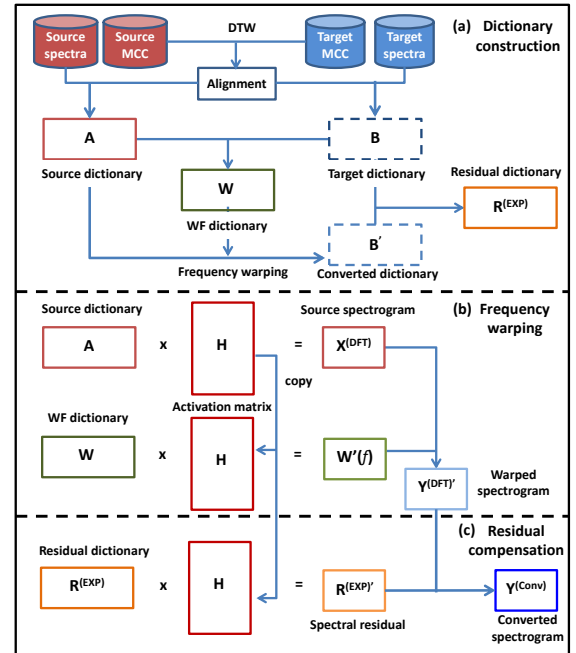 Source spectra
Source MCC
DTW
Target MCC
Target spectra
(a) Dictionary construction
Alignment
A
B
Source dictionary
Target dictionary
Residual dictionary
W
R(EXP)
WF dictionary
B′
Frequency warping
Converted dictionary
Source dictionary
Source spectrogram
(b) Frequency warping
A
x
H
=
X(DFT)
copy
Activation matrix
WF dictionary
W
x
H
=
W'(f)
Y(DFT)'
Warped spectrogram
(c) Residual compensation
Residual dictionary
R(EXP)
x
H
=
R(EXP)'
Y(Conv)
Spectral residual
Converted spectrogram